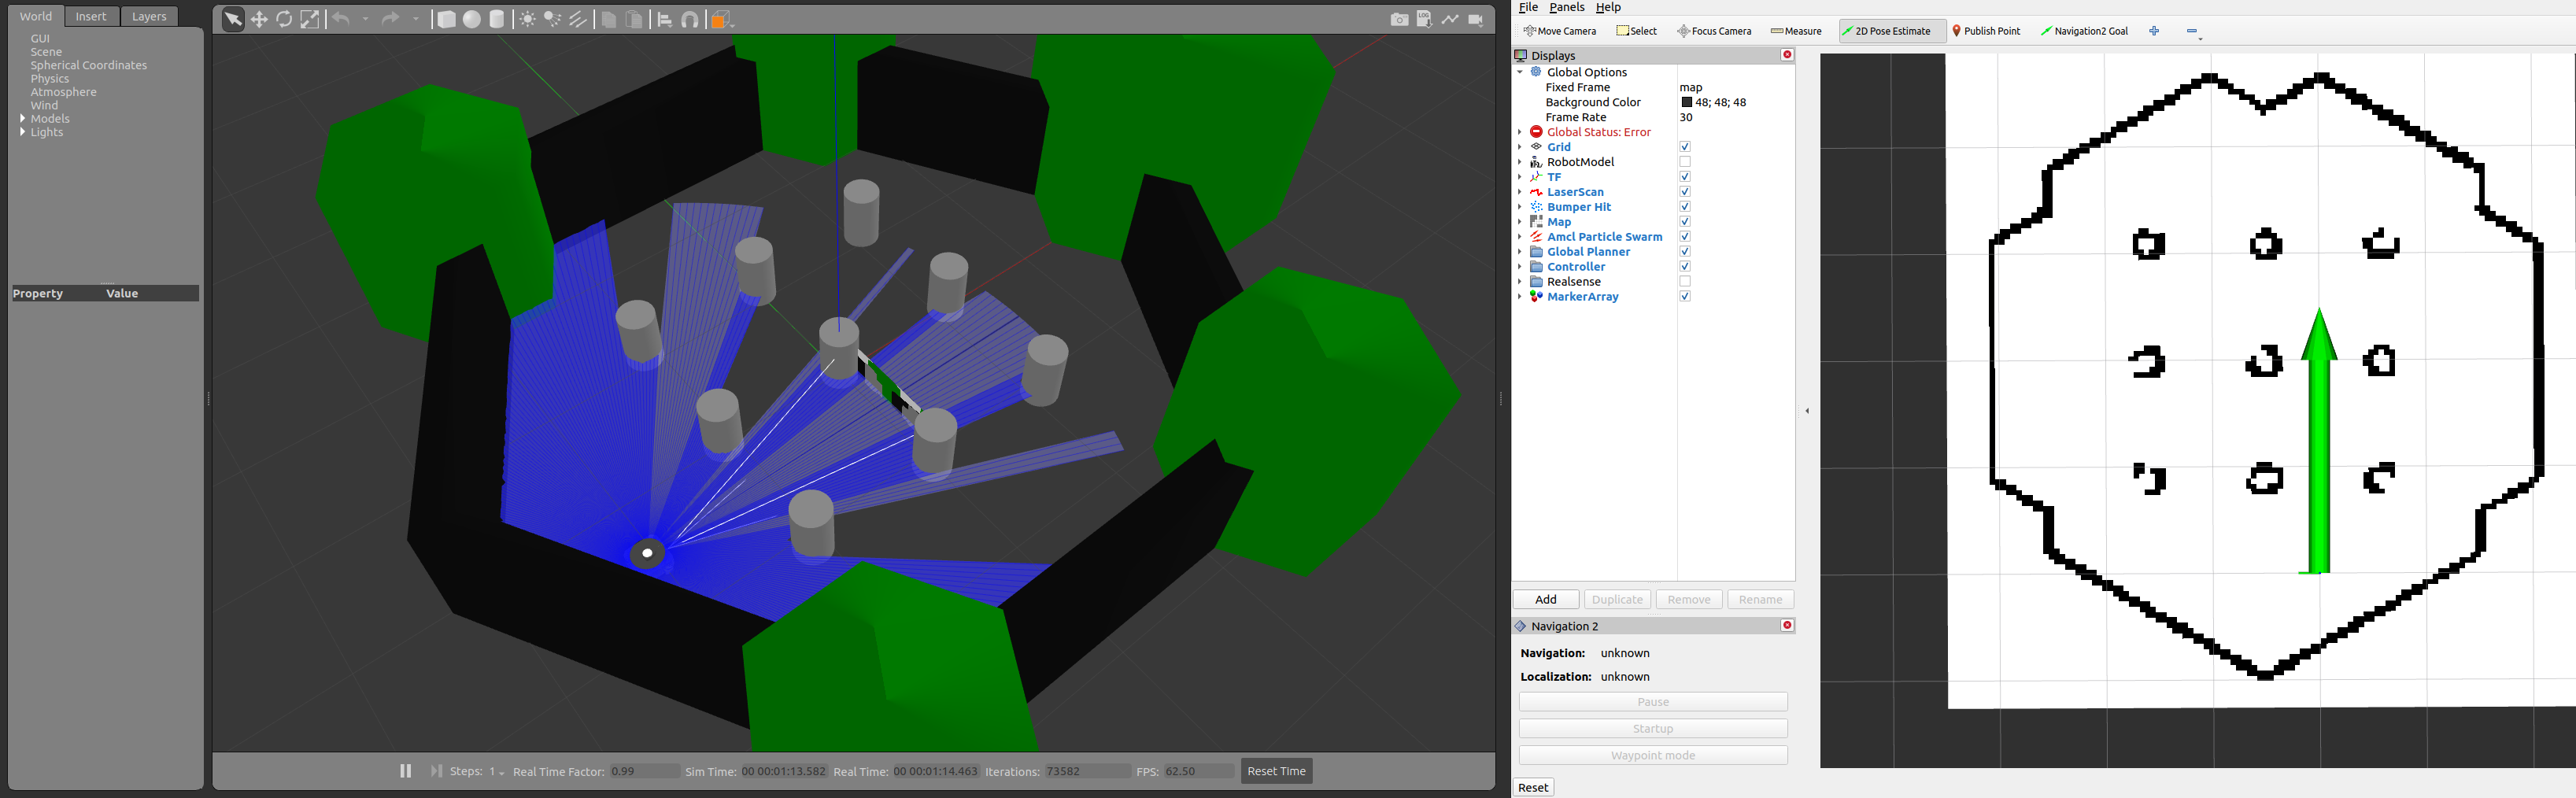 World Insert Layers
GUI
Scene
Spherical Coordinates
Physics
Atmosphere
Wind
Models
Lights
Property Value
LOG
Steps: 1 Real Time Factor: 0.99 Sim Time: 00 00:01:13.582 Real Time: 00 00:01:14.463 Iterations: 73582 FPS: 62.50 Reset Time
File Panels Help
Move Camera Select Focus Camera Measure 2D Pose Estimate Publish Point Navigation2 Goal
Displays
Global Options
Fixed Frame map
Background Color 48; 48; 48
Frame Rate 30
Global Status: Error
Grid
RobotModel
TF
LaserScan
Bumper Hit
Map
Amcl Particle Swarm
Global Planner
Controller
Realsense
MarkerArray
Add Duplicate Remove Rename
Navigation 2
Navigation: unknown
Localization: unknown
Pause
Startup
Waypoint mode
Reset